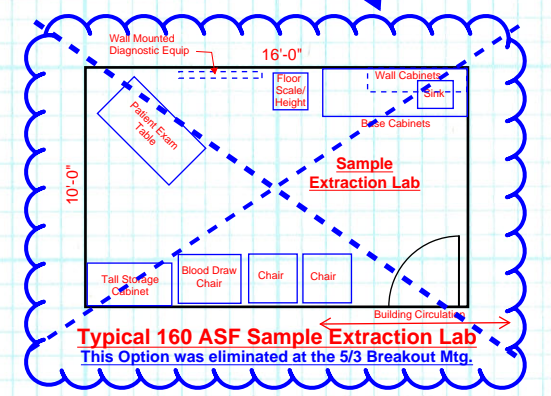 Wall Mounted
Diagnostic Equip
16'-0"
Floor
Scale/
Height
Wall Cabinets
Sink
Base Cabinets
Patient Exam
Table
10'-0"
Sample
Extraction Lab
Tall Storage
Cabinet
Blood Draw
Chair
Chair
Chair
Building Circulation
Typical 160 ASF Sample Extraction Lab
This Option was eliminated at the 5/3 Breakout Mtg.